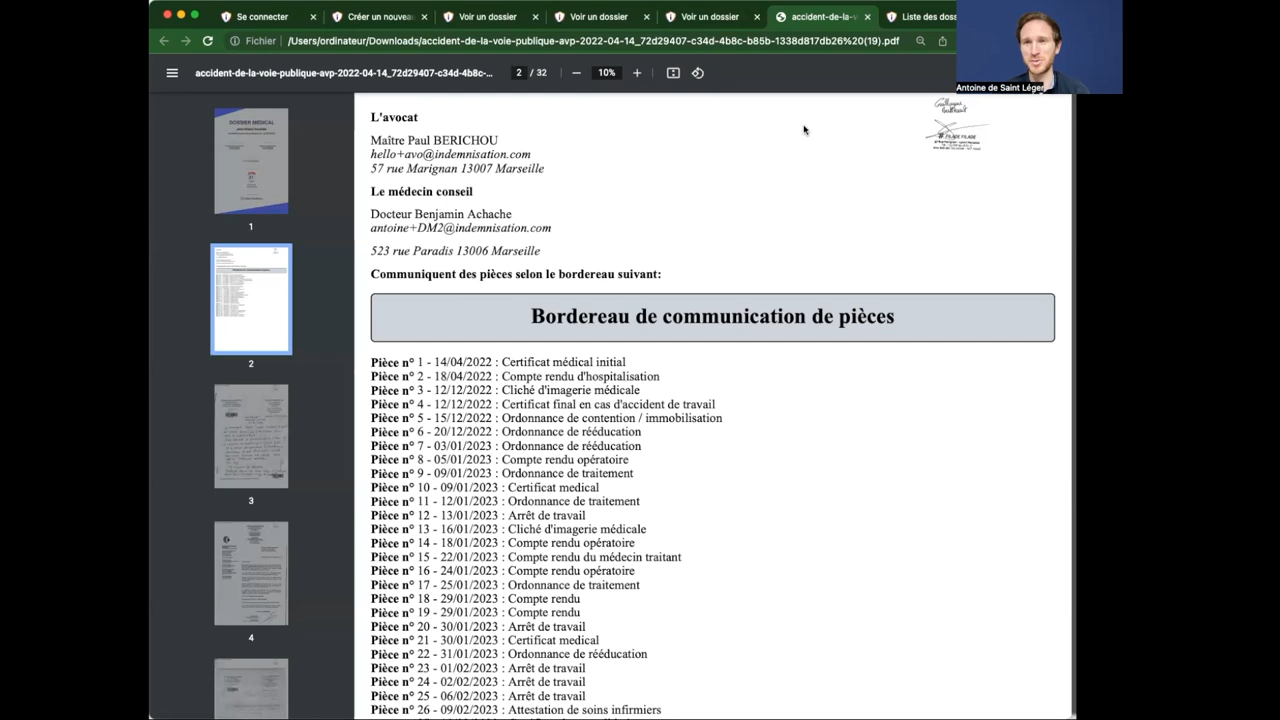 Se connecter
Créer un nouveau
Voir un dossier
Voir un dossier
Voir un dossier
accident-de-la-v
Liste des doss
Fichier
/Users/ordinateur/Downloads/accident-de-la-voie-publique-avp-2022-04-14_72d29407-c34d-4b8c-b85b-1338d817db26%20(19).pdf
accident-de-la-voie-publique-avp-2022-04-14_72d29407-c34d-4b8c-...
2 / 32
10%
Antoine de Saint Léger
DOSSIER MÉDICAL
1
2
3
4
L'avocat
Maître Paul BERICHOU
hello+avo@indemnisation.com
57 rue Montesoan 13007 Marseille
Le médecin conseil
Docteur Benjamin Achache
antoine+DM2@indemnisation.com
523 rue Paradis 13006 Marseille
Communiquent des pièces selon le bordereau suivant:
Bordereau de communication de pièces
Pièce n° 1 - 14/04/2022 : Certificat médical initial
Pièce n° 2 - 18/04/2022 : Compte rendu d'hospitalisation
Pièce n° 3 - 12/12/2022 : Cliché d'imagerie médicale
Pièce n° 4 - 12/12/2022 : Certificat final en cas d'accident de travail
Pièce n° 5 - 15/12/2022 : Ordonnance de contention / immobilisation
Pièce n° 6 - 20/12/2022 : Ordonnance de rééducation
Pièce n° 7 - 03/01/2023 : Ordonnance de rééducation
Pièce n° 8 - 05/01/2023 : Compte rendu opératoire
Pièce n° 9 - 09/01/2023 : Ordonnance de traitement
Pièce n° 10 - 09/01/2023 : Certificat medical
Pièce n° 11 - 12/01/2023 : Ordonnance de traitement
Pièce n° 12 - 13/01/2023 : Arrêt de travail
Pièce n° 13 - 16/01/2023 : Cliché d'imagerie médicale
Pièce n° 14 - 18/01/2023 : Compte rendu opératoire
Pièce n° 15 - 23/01/2023 : Compte rendu du médecin traitant
Pièce n° 16 - 24/01/2023 : Compte rendu opératoire
Pièce n° 17 - 24/01/2023 : Ordonnance de traitement
Pièce n° 18 - 29/01/2023 : Compte rendu
Pièce n° 19 - 30/01/2023 : Compte rendu
Pièce n° 20 - 30/01/2023 : Arrêt de travail
Pièce n° 21 - 30/01/2023 : Certificat medical
Pièce n° 22 - 31/01/2023 : Ordonnance de rééducation
Pièce n° 23 - 01/02/2023 : Arrêt de travail
Pièce n° 24 - 02/02/2023 : Arrêt de travail
Pièce n° 25 - 06/02/2023 : Arrêt de travail
Pièce n° 26 - 09/02/2023 : Attestation de soins infirmiers